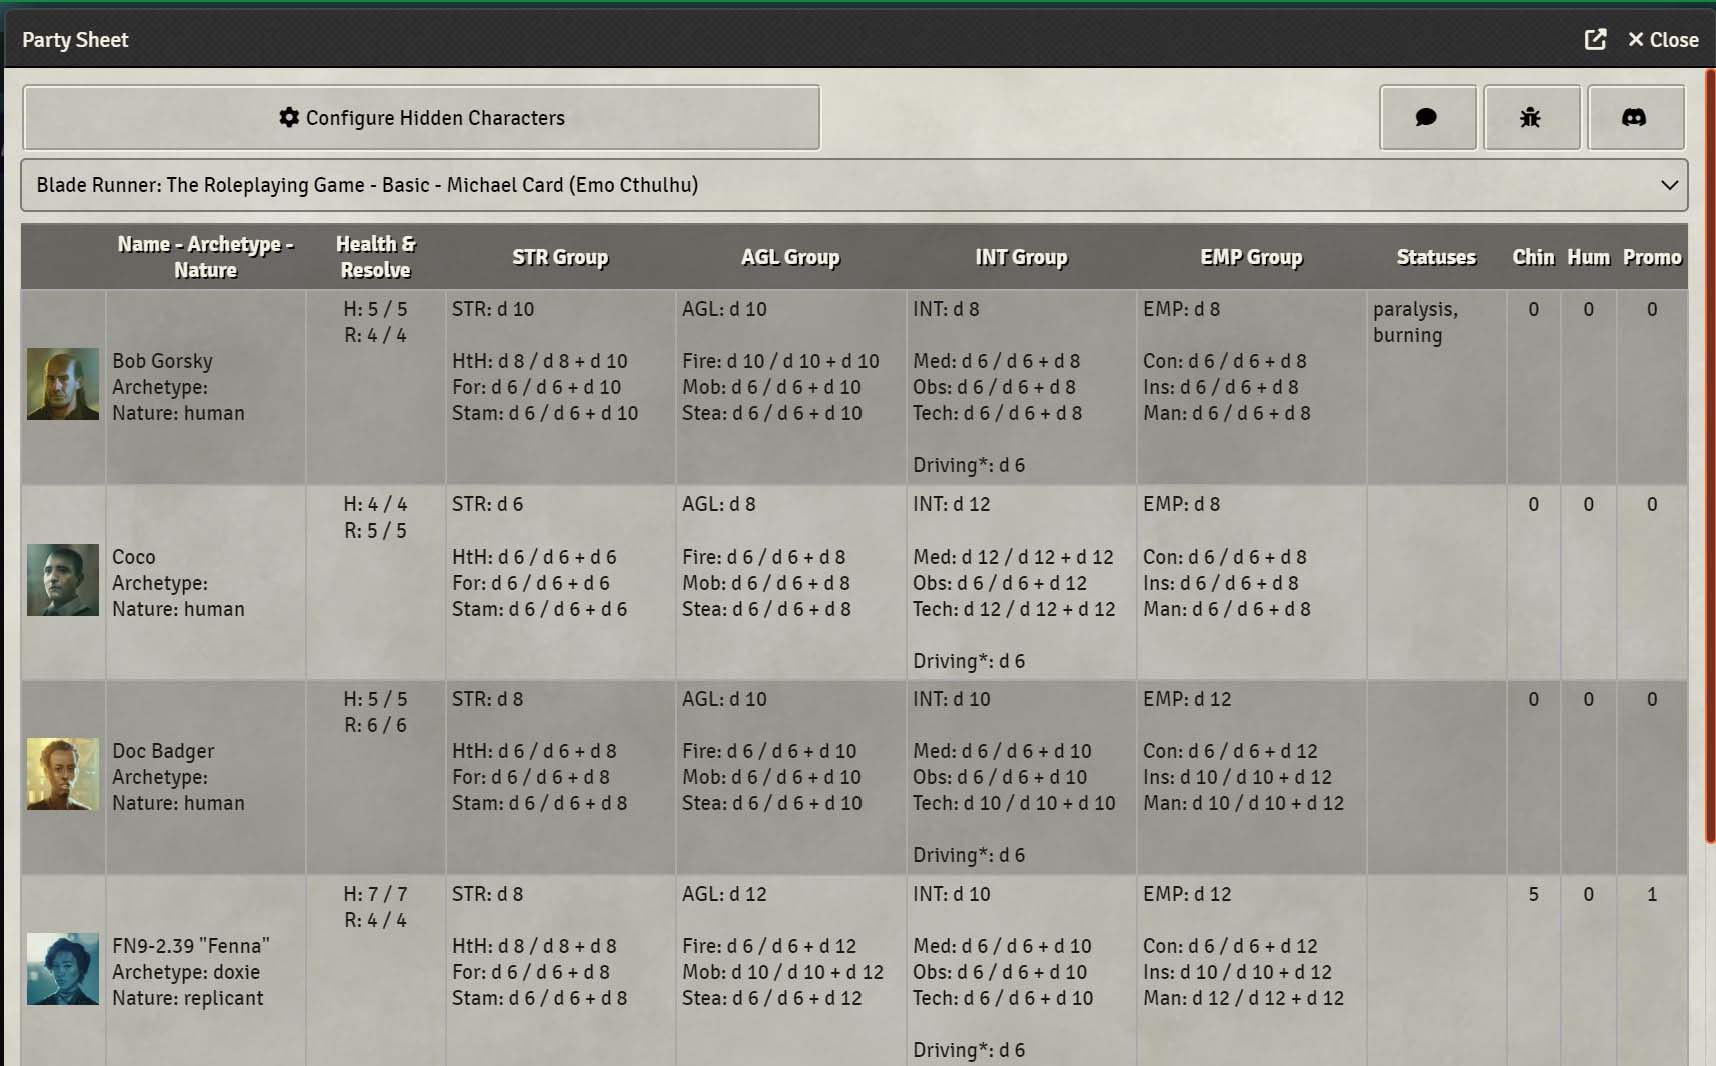 Party Sheet
Close
Configure Hidden Characters
Blade Runner: The Roleplaying Game - Basic - Michael Card (Emo Cthulhu)
Name - Archetype - Nature
Health & Resolve
STR Group
AGL Group
INT Group
EMP Group
Statuses
Chin
Hum
Promo
Bob Gorsky
Archetype:
Nature: human
H: 5 / 5
R: 4 / 4
STR: d 10
HtH: d 8 / d 8 + d 10
For: d 6 / d 6 + d 10
Stam: d 6 / d 6 + d 10
AGL: d 10
Fire: d 10 / d 10 + d 10
Mob: d 6 / d 6 + d 10
Stea: d 6 / d 6 + d 10
INT: d 8
Med: d 6 / d 6 + d 8
Obs: d 6 / d 6 + d 8
Tech: d 6 / d 6 + d 8
Driving*: d 6
EMP: d 8
Con: d 6 / d 6 + d 8
Ins: d 6 / d 6 + d 8
Man: d 6 / d 6 + d 8
paralysis,
burning
0
0
0
Coco
Archetype:
Nature: human
H: 4 / 4
R: 5 / 5
STR: d 6
HtH: d 6 / d 6 + d 6
For: d 6 / d 6 + d 6
Stam: d 6 / d 6 + d 6
AGL: d 8
Fire: d 6 / d 6 + d 8
Mob: d 6 / d 6 + d 8
Stea: d 6 / d 6 + d 8
INT: d 12
Med: d 12 / d 12 + d 12
Obs: d 6 / d 6 + d 12
Tech: d 12 / d 12 + d 12
Driving*: d 6
EMP: d 8
Con: d 6 / d 6 + d 8
Ins: d 6 / d 6 + d 8
Man: d 6 / d 6 + d 8
0
0
0
Doc Badger
Archetype:
Nature: human
H: 5 / 5
R: 6 / 6
STR: d 8
HtH: d 6 / d 6 + d 8
For: d 6 / d 6 + d 8
Stam: d 6 / d 6 + d 8
AGL: d 10
Fire: d 6 / d 6 + d 10
Mob: d 6 / d 6 + d 10
Stea: d 6 / d 6 + d 10
INT: d 10
Med: d 6 / d 6 + d 10
Obs: d 6 / d 6 + d 10
Tech: d 10 / d 10 + d 10
Driving*: d 6
EMP: d 12
Con: d 6 / d 6 + d 12
Ins: d 10 / d 10 + d 12
Man: d 10 / d 10 + d 12
0
0
0
FN9-2.39 "Fenna"
Archetype: doxie
Nature: replicant
H: 7 / 7
R: 4 / 4
STR: d 8
HtH: d 8 / d 8 + d 8
For: d 6 / d 6 + d 8
Stam: d 6 / d 6 + d 8
AGL: d 12
Fire: d 6 / d 6 + d 12
Mob: d 10 / d 10 + d 12
Stea: d 6 / d 6 + d 12
INT: d 10
Med: d 6 / d 6 + d 10
Obs: d 6 / d 6 + d 10
Tech: d 6 / d 6 + d 10
Driving*: d 6
EMP: d 12
Con: d 6 / d 6 + d 12
Ins: d 10 / d 10 + d 12
Man: d 12 / d 12 + d 12
5
0
1